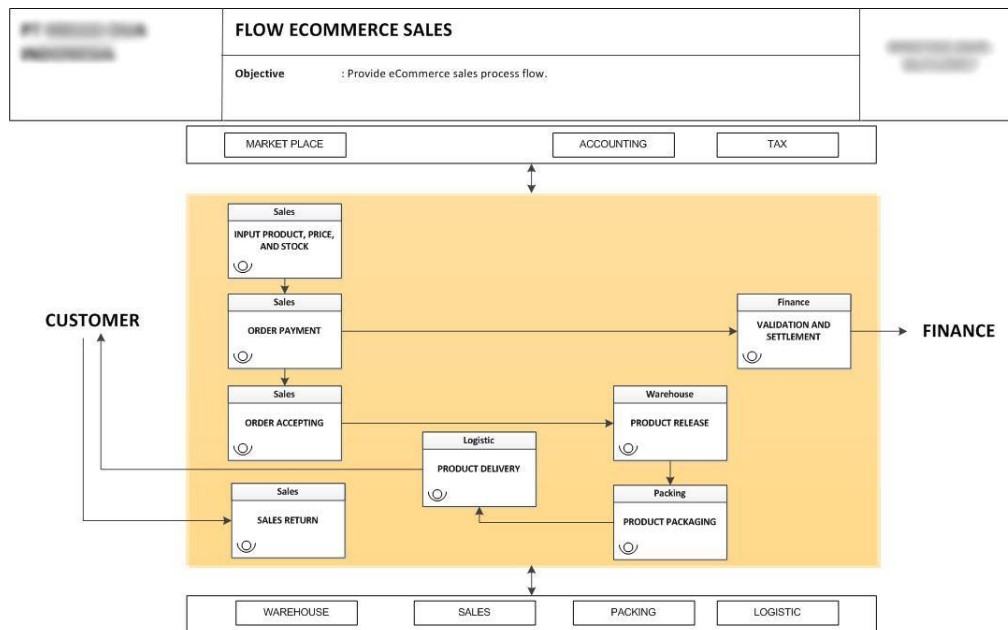 FLOW ECOMMERCE SALES
Objective : Provide eCommerce sales process flow.
MARKET PLACE
ACCOUNTING
TAX
Sales
INPUT PRODUCT, PRICE,
AND STOCK
Sales
ORDER PAYMENT
Finance
VALIDATION AND
SETTLEMENT
CUSTOMER
FINANCE
Sales
ORDER ACCEPTING
Warehouse
PRODUCT RELEASE
Logistic
PRODUCT DELIVERY
Sales
SALES RETURN
Packing
PRODUCT PACKAGING
WAREHOUSE
SALES
PACKING
LOGISTIC